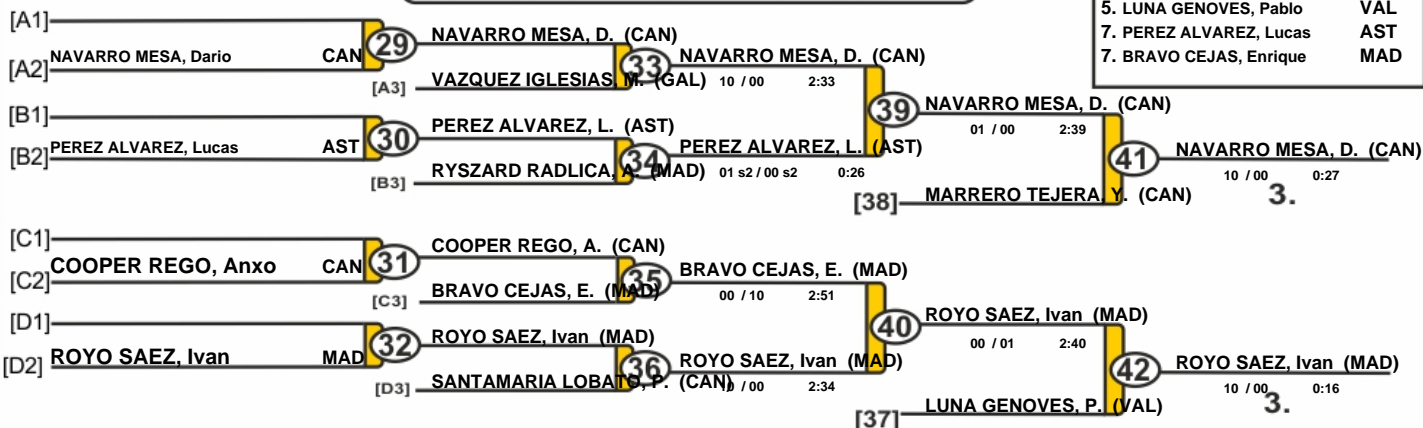 [A1]
[A2] NAVARRO MESA, Dario CAN
29
NAVARRO MESA, D. (CAN)
[A3] VAZQUEZ IGLESIAS, M. (GAL)
33
NAVARRO MESA, D. (CAN)
10 / 00 2:33
[B1]
[B2] PEREZ ALVAREZ, Lucas AST
30
PEREZ ALVAREZ, L. (AST)
[B3] RYSZARD RADLICA, A. (MAD)
34
PEREZ ALVAREZ, L. (AST)
01 s2 / 00 s2 0:26
39
NAVARRO MESA, D. (CAN)
01 / 00 2:39
[38] MARRERO TEJERA, Y. (CAN)
41
NAVARRO MESA, D. (CAN)
10 / 00 0:27
3.
5. LUNA GENOVES, Pablo VAL
7. PEREZ ALVAREZ, Lucas AST
7. BRAVO CEJAS, Enrique MAD
[C1]
[C2] COOPER REGO, Anxo CAN
31
COOPER REGO, A. (CAN)
[C3] BRAVO CEJAS, E. (MAD)
35
BRAVO CEJAS, E. (MAD)
00 / 10 2:51
[D1]
[D2] ROYO SAEZ, Ivan MAD
32
ROYO SAEZ, Ivan (MAD)
[D3] SANTAMARIA LOBATO, P. (CAN)
36
ROYO SAEZ, Ivan (MAD)
/ 00 2:34
40
ROYO SAEZ, Ivan (MAD)
00 / 01 2:40
[37] LUNA GENOVES, P. (VAL)
42
ROYO SAEZ, Ivan (MAD)
10 / 00 0:16
3.